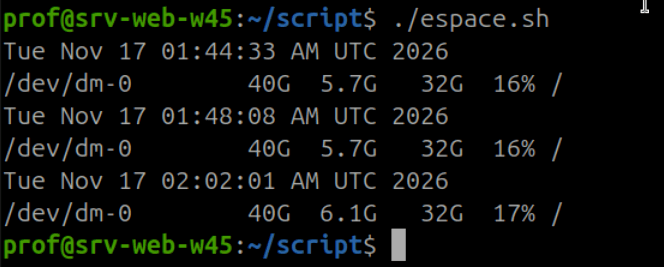 prof@srv-web-w45:~/script$ ./espace.sh
Tue Nov 17 01:44:33 AM UTC 2026
/dev/dm-0        40G  5.7G   32G  16% /
Tue Nov 17 01:48:08 AM UTC 2026
/dev/dm-0        40G  5.7G   32G  16% /
Tue Nov 17 02:02:01 AM UTC 2026
/dev/dm-0        40G  6.1G   32G  17% /
prof@srv-web-w45:~/script$